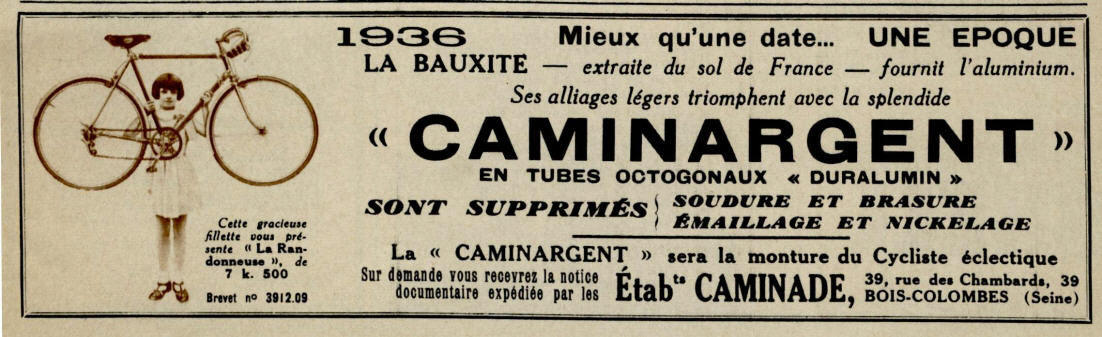 1936 Mieux qu'une date... UNE EPOQUE
LA BAUXITE — extraite du sol de France — fournit l'aluminium.
Ses alliages légers triomphent avec la splendide
« CAMINARGENT »
EN TUBES OCTOGONAUX « DURALUMIN »
SONT SUPPRIMÉS { SOUDURE ET BRASURE
ÉMAILLAGE ET NICKELAGE
La « CAMINARGENT » sera la monture du Cycliste éclectique
Sur demande vous recevrez la notice
documentaire expédiée par les
Étabts CAMINADE,
39, rue des Chambards, 39
BOIS-COLOMBES (Seine)
Cette gracieuse
fillette vous pré-
sente « La Ran-
donneuse », de
7 k. 500
Brevet no 3912.09